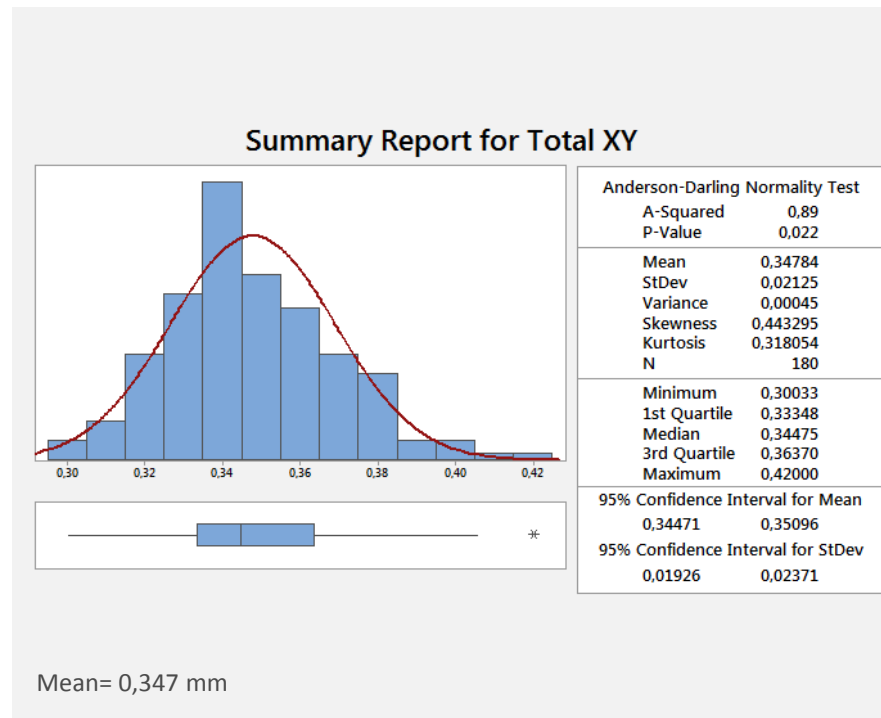 Summary Report for Total XY
0,30 0,32 0,34 0,36 0,38 0,40 0,42
Anderson-Darling Normality Test
A-Squared 0,89
P-Value 0,022
Mean 0,34784
StDev 0,02125
Variance 0,00045
Skewness 0,443295
Kurtosis 0,318054
N 180
Minimum 0,30033
1st Quartile 0,33348
Median 0,34475
3rd Quartile 0,36370
Maximum 0,42000
95% Confidence Interval for Mean
0,34471 0,35096
95% Confidence Interval for StDev
0,01926 0,02371
Mean= 0,347 mm